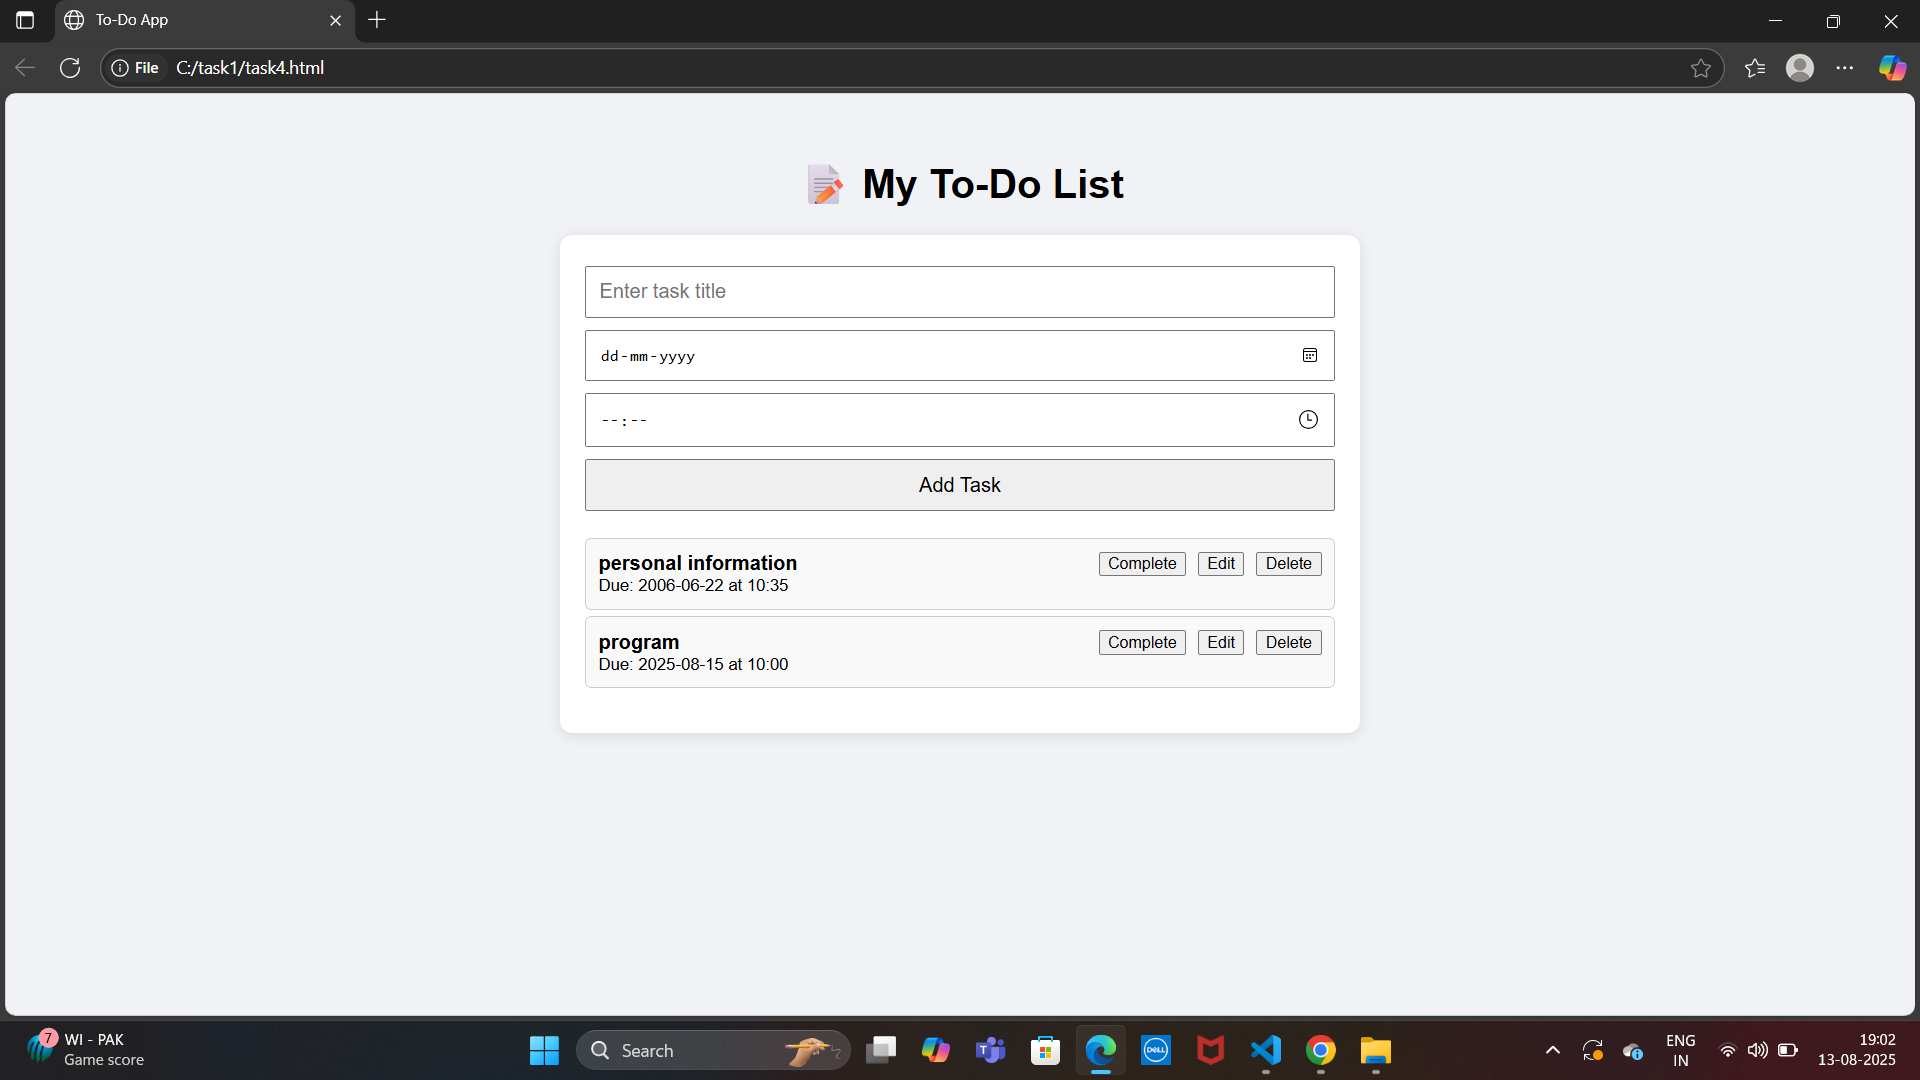 To-Do App
File C:/task1/task4.html
My To-Do List
Enter task title
dd-mm-yyyy
--:--
Add Task
personal information Complete Edit Delete
Due: 2006-06-22 at 10:35
program Complete Edit Delete
Due: 2025-08-15 at 10:00
7 WI - PAK
Game score
Search
DELL
ENG
IN
19:02
13-08-2025